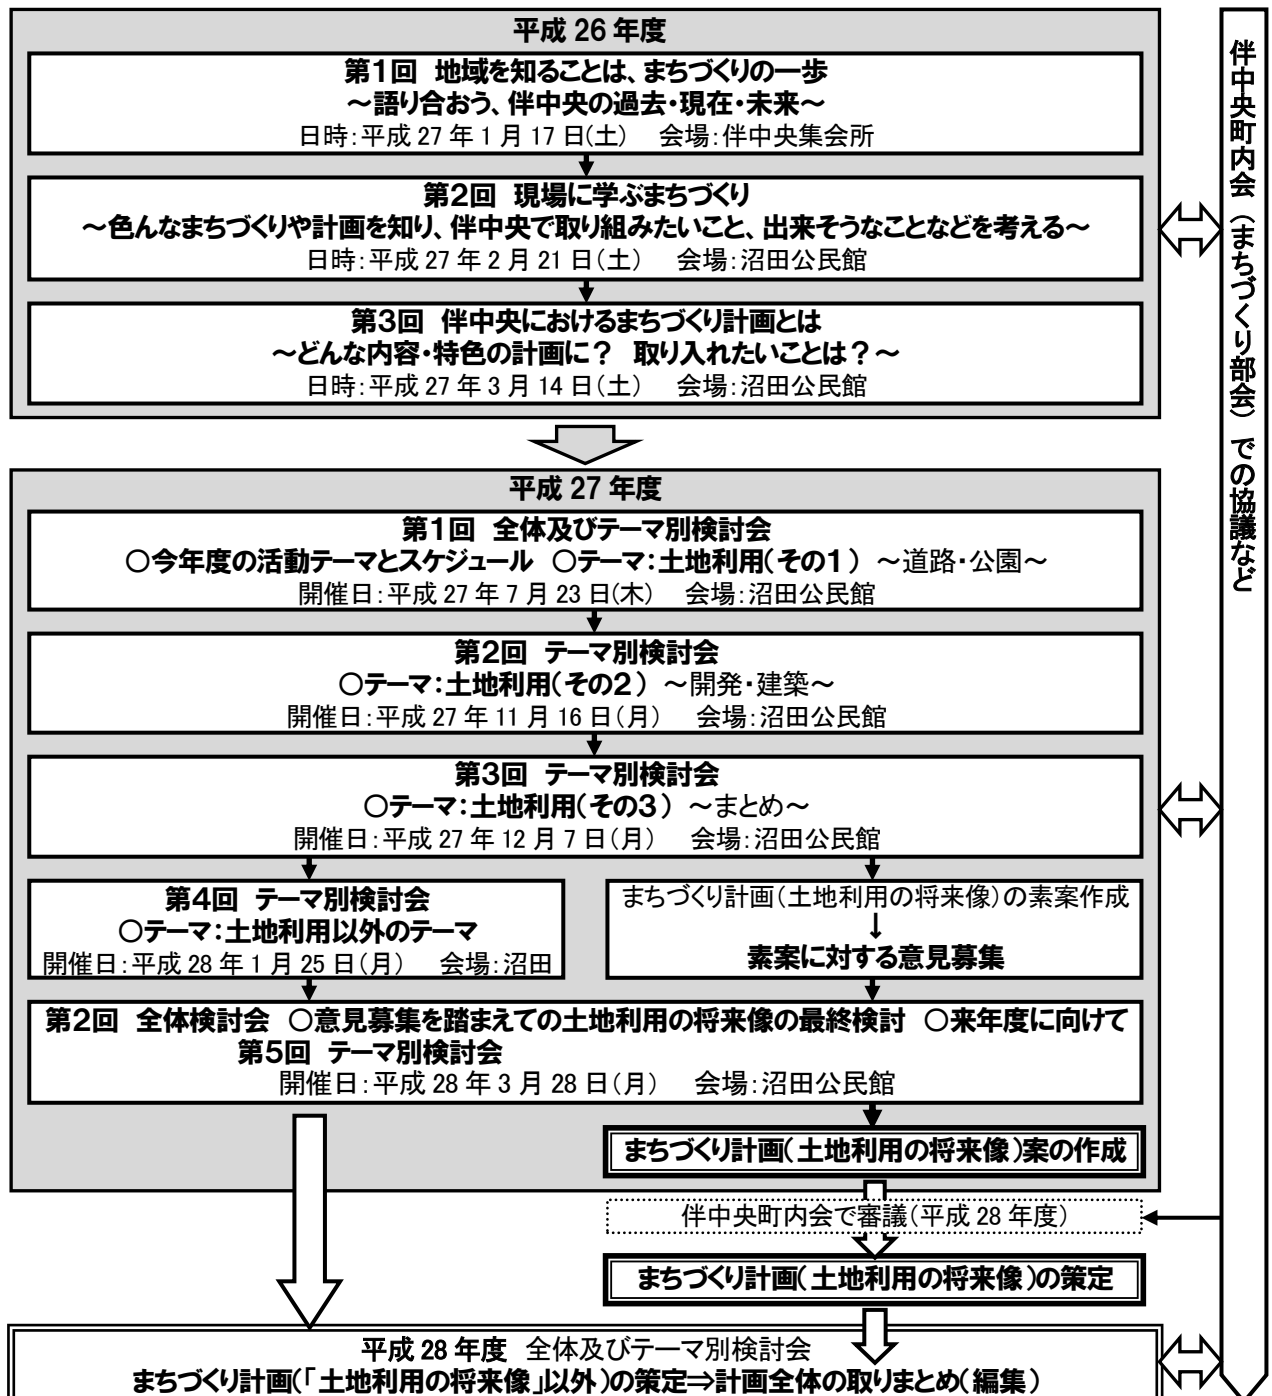 平成 26 年度
第1回 地域を知ることは、まちづくりの一歩
～語り合おう、伴中央の過去・現在・未来～
日時：平成 27 年 1 月 17 日(土) 会場：伴中央集会所
第2回 現場に学ぶまちづくり
～色んなまちづくりや計画を知り、伴中央で取り組みたいこと、出来そうなことなどを考える～
日時：平成 27 年 2 月 21 日(土) 会場：沼田公民館
第3回 伴中央におけるまちづくり計画とは
～どんな内容・特色の計画に？ 取り入れたいことは？～
日時：平成 27 年 3 月 14 日(土) 会場：沼田公民館
平成 27 年度
第1回 全体及びテーマ別検討会
○今年度の活動テーマとスケジュール ○テーマ：土地利用(その1) ～道路・公園～
開催日：平成 27 年 7 月 23 日(木) 会場：沼田公民館
第2回 テーマ別検討会
○テーマ：土地利用(その2) ～開発・建築～
開催日：平成 27 年 11 月 16 日(月) 会場：沼田公民館
第3回 テーマ別検討会
○テーマ：土地利用(その3) ～まとめ～
開催日：平成 27 年 12 月 7 日(月) 会場：沼田公民館
第4回 テーマ別検討会
○テーマ：土地利用以外のテーマ
開催日：平成 28 年 1 月 25 日(月) 会場：沼田
まちづくり計画(土地利用の将来像)の素案作成
↓
素案に対する意見募集
第2回 全体検討会 ○意見募集を踏まえての土地利用の将来像の最終検討 ○来年度に向けて
第5回 テーマ別検討会
開催日：平成 28 年 3 月 28 日(月) 会場：沼田公民館
まちづくり計画(土地利用の将来像)案の作成
伴中央町内会で審議(平成 28 年度)
まちづくり計画(土地利用の将来像)の策定
平成 28 年度 全体及びテーマ別検討会
まちづくり計画(「土地利用の将来像」以外)の策定⇒計画全体の取りまとめ(編集)
伴中央町内会(まちづくり部会)での協議など